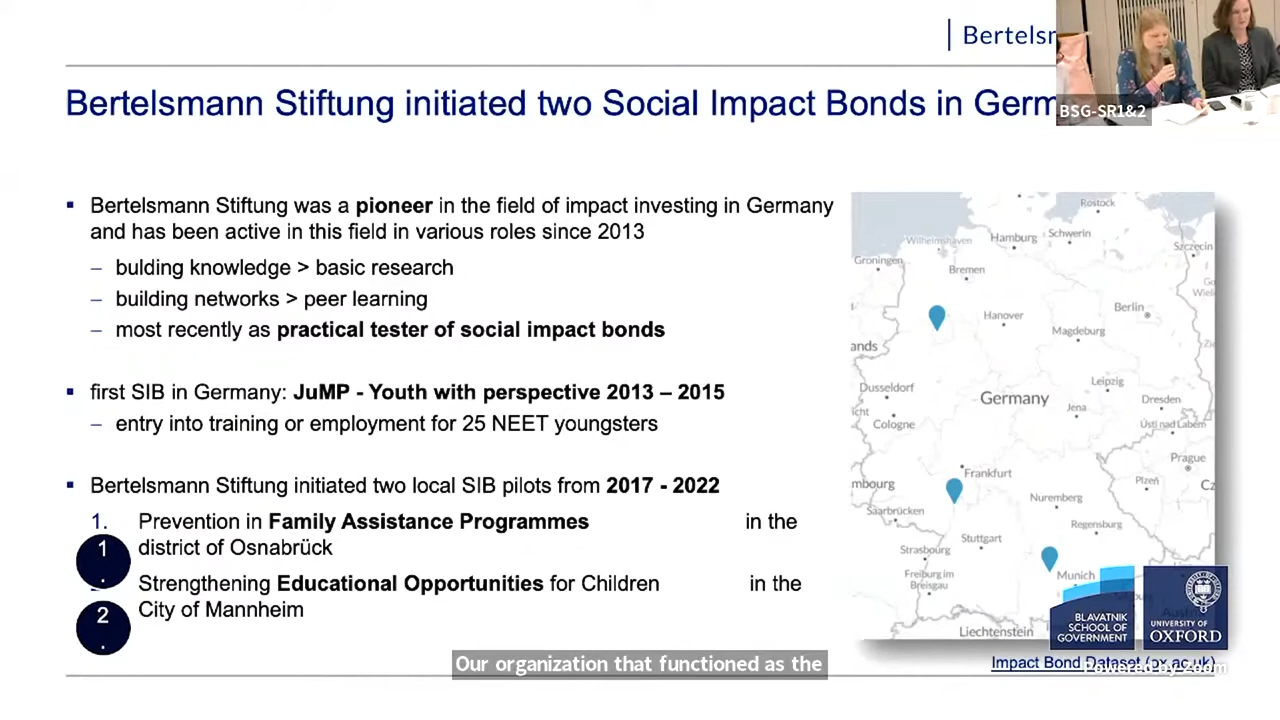 Bertelsm
BSG-SR1&2
Bertelsmann Stiftung initiated two Social Impact Bonds in Germ
Bertelsmann Stiftung was a pioneer in the field of impact investing in Germany
and has been active in this field in various roles since 2013
– bulding knowledge > basic research
– building networks > peer learning
– most recently as practical tester of social impact bonds
first SIB in Germany: JuMP - Youth with perspective 2013 – 2015
– entry into training or employment for 25 NEET youngsters
Bertelsmann Stiftung initiated two local SIB pilots from 2017 - 2022
1. Prevention in Family Assistance Programmes in the
district of Osnabrück
1.
Strengthening Educational Opportunities for Children in the
City of Mannheim
2.
Rostock
Wilhelmshaven
Hamburg
Schwerin
Szczecin
Groningen
Bremen
Berlin
Hanover
Magdeburg
ands
Dusseldorf
Leipzig
Germany
Jena
Dresden
Cologne
Ústí nad Labem
Prague
Frankfurt
mbourg
Plzeň
Nuremberg
Saarbrücken
Regensburg
Stuttgart
Strasbourg
Freiburg im
Breisgau
Munich
Liechtenstein
BLAVATNIK
SCHOOL OF
GOVERNMENT
UNIVERSITY OF
OXFORD
Impact Bond Dataset (ox.ac.uk)
Powered by Zoom
Our organization that functioned as the